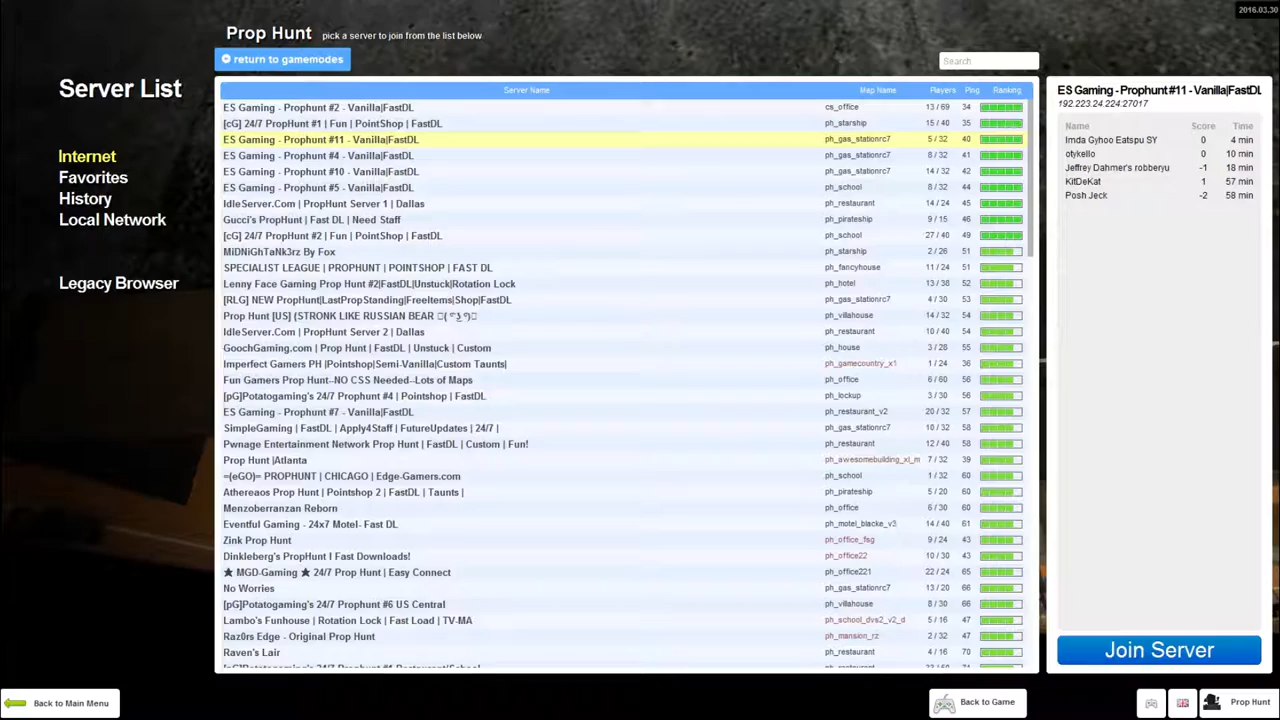 2016.03.30
Prop Hunt pick a server to join from the list below
return to gamemodes
Search
Server List
Internet
Favorites
History
Local Network
Legacy Browser
Server Name Map Name Players Ping Ranking
ES Gaming - Prophunt #2 - Vanilla|FastDL cs_office 13 / 69 34
[cG] 24/7 PropHunt #1 | Fun | PointShop | FastDL ph_starship 15 / 40 35
ES Gaming - Prophunt #11 - Vanilla|FastDL ph_gas_stationrc7 5 / 32 40
ES Gaming - Prophunt #4 - Vanilla|FastDL ph_gas_stationrc7 8 / 32 41
ES Gaming - Prophunt #10 - Vanilla|FastDL ph_gas_stationrc7 14 / 32 42
ES Gaming - Prophunt #5 - Vanilla|FastDL ph_school 8 / 32 44
IdleServer.Com | PropHunt Server 1 | Dallas ph_restaurant 14 / 24 45
Gucci's PropHunt | Fast DL | Need Staff ph_pirateship 9 / 15 46
[cG] 24/7 PropHunt #2 | Fun | PointShop | FastDL ph_school 27 / 40 49
MiDNiGhTaNk3rz By Fox ph_starship 2 / 26 51
SPECIALIST LEAGUE | PROPHUNT | POINTSHOP | FAST DL ph_fancyhouse 11 / 24 51
Lenny Face Gaming Prop Hunt #2|FastDL|Unstuck|Rotation Lock ph_hotel 13 / 38 52
[RLG] NEW PropHunt|LastPropStanding|FreeItems|Shop|FastDL ph_gas_stationrc7 4 / 30 53
Prop Hunt [US] (STRONK LIKE RUSSIAN BEAR ph_villahouse 14 / 32 54
IdleServer.Com | PropHunt Server 2 | Dallas ph_restaurant 10 / 40 54
GoochGaming.com | Prop Hunt | FastDL | Unstuck | Custom ph_house 3 / 28 55
Imperfect Gamers PH |Pointshop|Semi-Vanilla|Custom Taunts| ph_gamecountry_x1 1 / 24 36
Fun Gamers Prop Hunt--NO CSS Needed--Lots of Maps ph_office 6 / 60 56
[pG]Potatogaming's 24/7 Prophunt #4 | Pointshop | FastDL ph_lockup 3 / 30 56
ES Gaming - Prophunt #7 - Vanilla|FastDL ph_restaurant_v2 20 / 32 57
SimpleGaming | FastDL | Apply4Staff | FutureUpdates | 24/7 | ph_gas_stationrc7 10 / 32 58
Pwnage Entertainment Network Prop Hunt | FastDL | Custom | Fun! ph_restaurant 12 / 40 58
Prop Hunt |Atlanta ph_awesomebuilding_xl_m 7 / 32 39
=(eGO)= PROPHUNT | CHICAGO | Edge-Gamers.com ph_school 1 / 32 60
Athereaos Prop Hunt | Pointshop 2 | FastDL | Taunts | ph_pirateship 5 / 20 60
Menzoberranzan Reborn ph_office 6 / 30 60
Eventful Gaming - 24x7 Motel- Fast DL ph_motel_blacke_v3 14 / 40 61
Zink Prop Hunt ph_office_fsg 9 / 24 43
Dinkleberg's PropHunt I Fast Downloads! ph_office22 10 / 30 43
★ MGD-Gaming ★ 24/7 Prop Hunt | Easy Connect ph_office221 22 / 24 65
No Worries ph_gas_stationrc7 13 / 20 66
[pG]Potatogaming's 24/7 Prophunt #6 US Central ph_villahouse 8 / 30 66
Lambo's Funhouse | Rotation Lock | Fast Load | TV-MA ph_school_dvs2_v2_d 5 / 16 47
Raz0rs Edge - Original Prop Hunt ph_mansion_rz 2 / 32 47
Raven's Lair ph_restaurant 4 / 16 70
[pG]Potatogaming's 24/7 Prophunt #1 Restaurant/School ph_restaurant
ES Gaming - Prophunt #11 - Vanilla|FastDL
192.223.24.224:27017
Name Score Time
Imda Gyhoo Eatspu SY 0 4 min
otykello 0 10 min
Jeffrey Dahmer's robberyu -1 18 min
KitDeKat 1 57 min
Posh Jeck -2 58 min
Join Server
Back to Main Menu
Back to Game
Prop Hunt